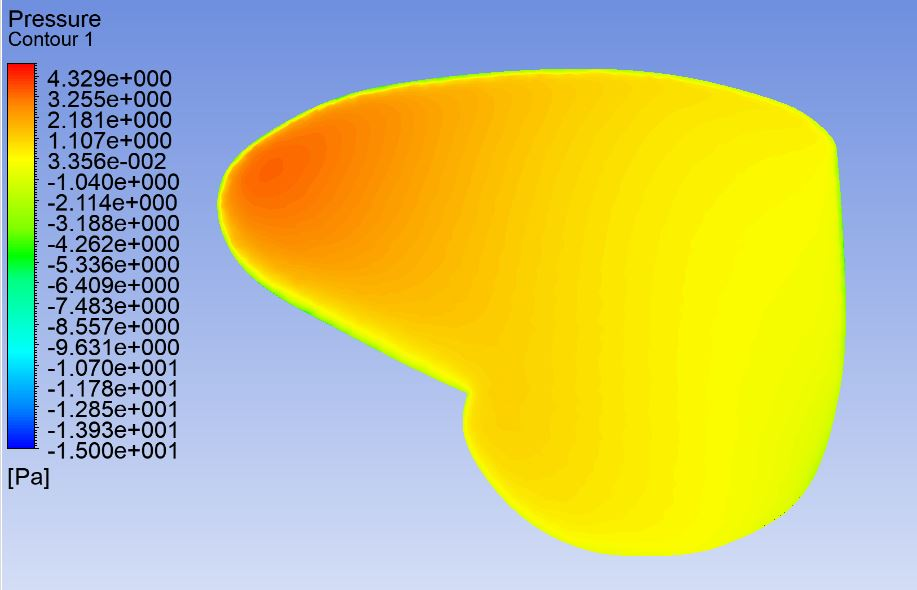 Pressure
Contour 1
4.329e+000
3.255e+000
2.181e+000
1.107e+000
3.356e-002
-1.040e+000
-2.114e+000
-3.188e+000
-4.262e+000
-5.336e+000
-6.409e+000
-7.483e+000
-8.557e+000
-9.631e+000
-1.070e+001
-1.178e+001
-1.285e+001
-1.393e+001
-1.500e+001
[Pa]